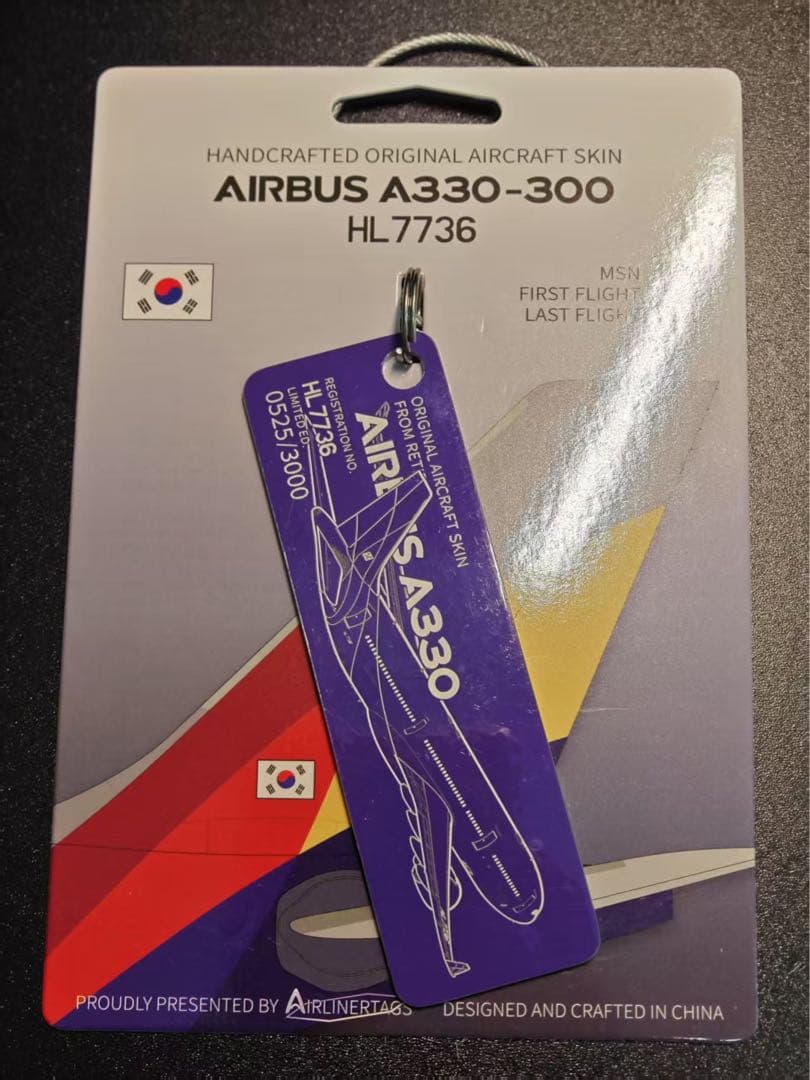 HANDCRAFTED ORIGINAL AIRCRAFT SKIN
AIRBUS A330-300
HL7736
MSN
FIRST FLIGHT
LAST FLIGHT
ORIGINAL AIRCRAFT SKIN
FROM
AIRBUS A330
REGISTRATION NO.
HL7736
LIMITED ED.
0525/3000
PROUDLY PRESENTED BY AIRLINERTAGS DESIGNED AND CRAFTED IN CHINA